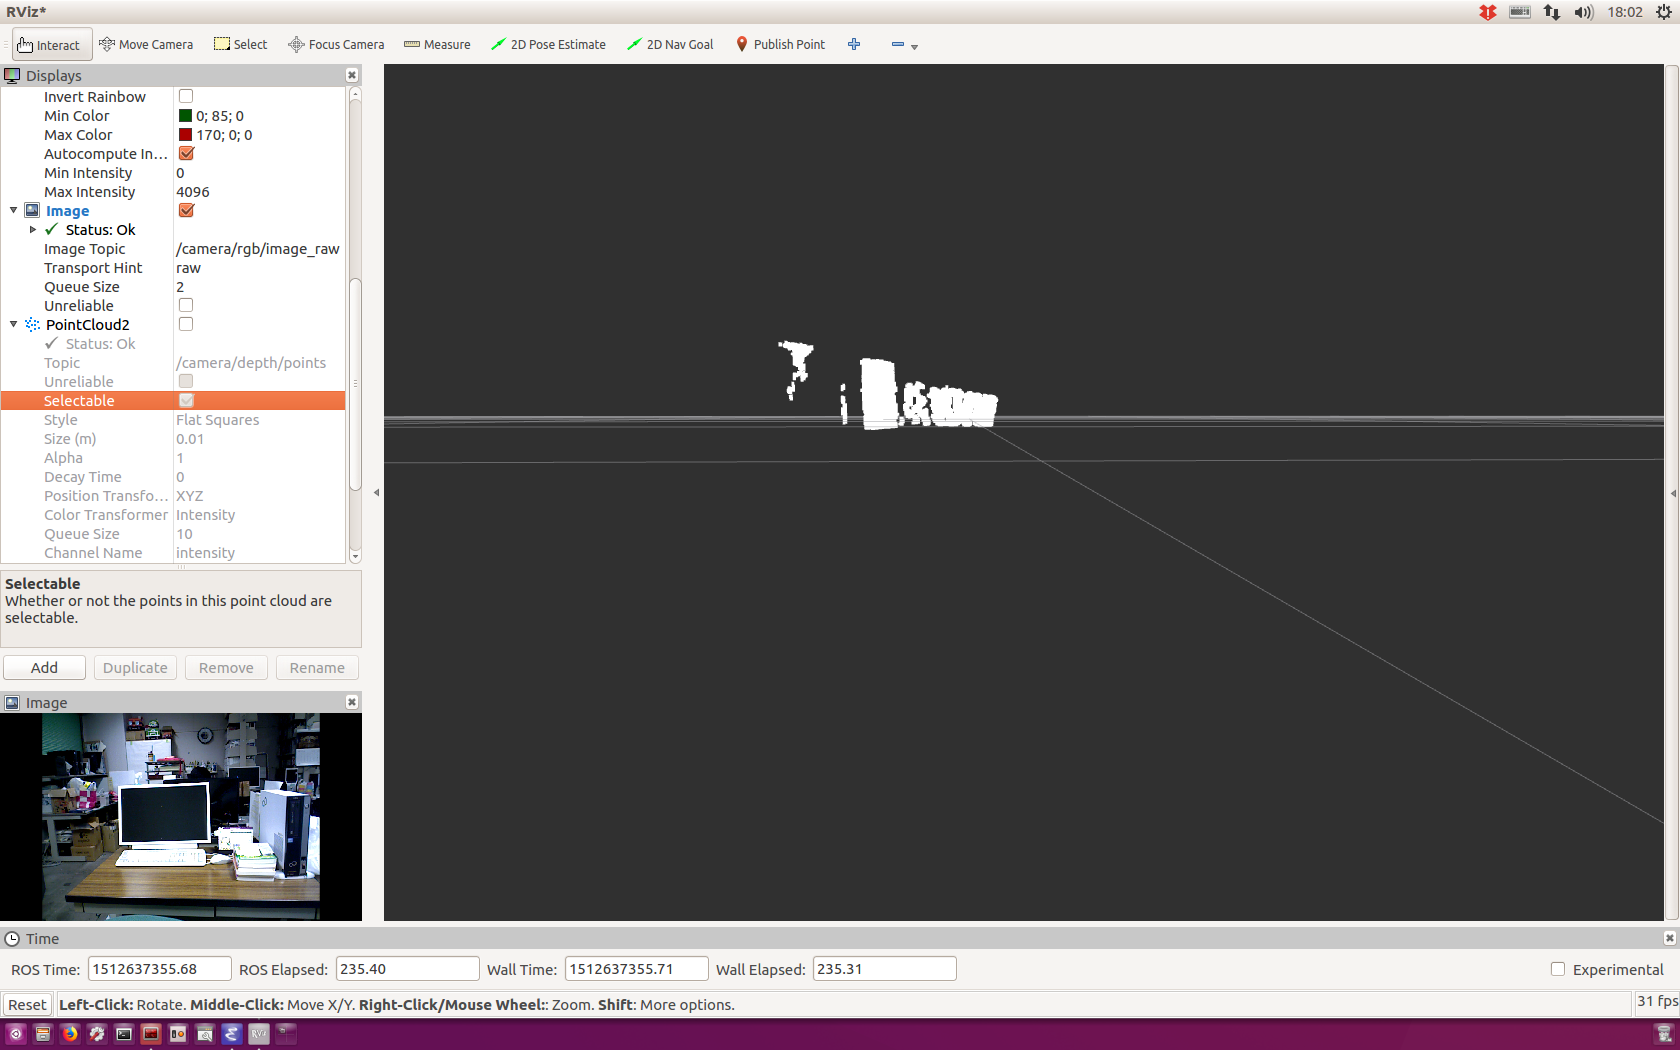 RViz*
18:02
Interact
Move Camera
Select
Focus Camera
Measure
2D Pose Estimate
2D Nav Goal
Publish Point
Displays
Invert Rainbow
Min Color 0; 85; 0
Max Color 170; 0; 0
Autocompute In...
Min Intensity 0
Max Intensity 4096
Image
Status: Ok
Image Topic /camera/rgb/image_raw
Transport Hint raw
Queue Size 2
Unreliable
PointCloud2
Status: Ok
Topic /camera/depth/points
Unreliable
Selectable
Style Flat Squares
Size (m) 0.01
Alpha 1
Decay Time 0
Position Transfo... XYZ
Color Transformer Intensity
Queue Size 10
Channel Name intensity
Selectable
Whether or not the points in this point cloud are
selectable.
Add Duplicate Remove Rename
Image
Time
ROS Time: 1512637355.68 ROS Elapsed: 235.40 Wall Time: 1512637355.71 Wall Elapsed: 235.31 Experimental
Reset Left-Click: Rotate. Middle-Click: Move X/Y. Right-Click/Mouse Wheel:: Zoom. Shift: More options. 31 fps